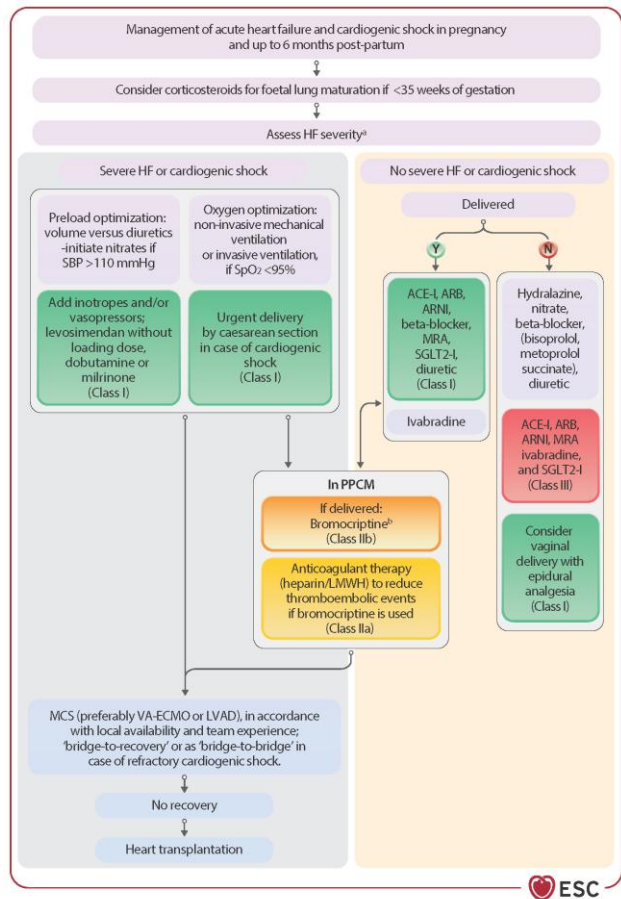 Management of acute heart failure and cardiogenic shock in pregnancy
and up to 6 months post-partum
Consider corticosteroids for foetal lung maturation if <35 weeks of gestation
Assess HF severityᵃ
Severe HF or cardiogenic shock
Preload optimization:
volume versus diuretics
-initiate nitrates if
SBP >110 mmHg
Oxygen optimization:
non-invasive mechanical
ventilation
or invasive ventilation,
if SpO₂ <95%
Add inotropes and/or
vasopressors;
levosimendan without
loading dose,
dobutamine or
milrinone
(Class I)
Urgent delivery
by caesarean section
in case of cardiogenic
shock
(Class I)
No severe HF or cardiogenic shock
Delivered
Y
N
ACE-I, ARB,
ARNI,
beta-blocker,
MRA,
SGLT2-I,
diuretic
(Class I)
Ivabradine
Hydralazine,
nitrate,
beta-blocker,
(bisoprolol,
metoprolol
succinate),
diuretic
ACE-I, ARB,
ARNI, MRA
ivabradine,
and SGLT2-I
(Class III)
Consider
vaginal
delivery with
epidural
analgesia
(Class I)
In PPCM
If delivered:
Bromocriptineᵇ
(Class IIb)
Anticoagulant therapy
(heparin/LMWH) to reduce
thromboembolic events
if bromocriptine is used
(Class IIa)
MCS (preferably VA-ECMO or LVAD), in accordance
with local availability and team experience;
'bridge-to-recovery' or as 'bridge-to-bridge' in
case of refractory cardiogenic shock.
No recovery
Heart transplantation
ESC